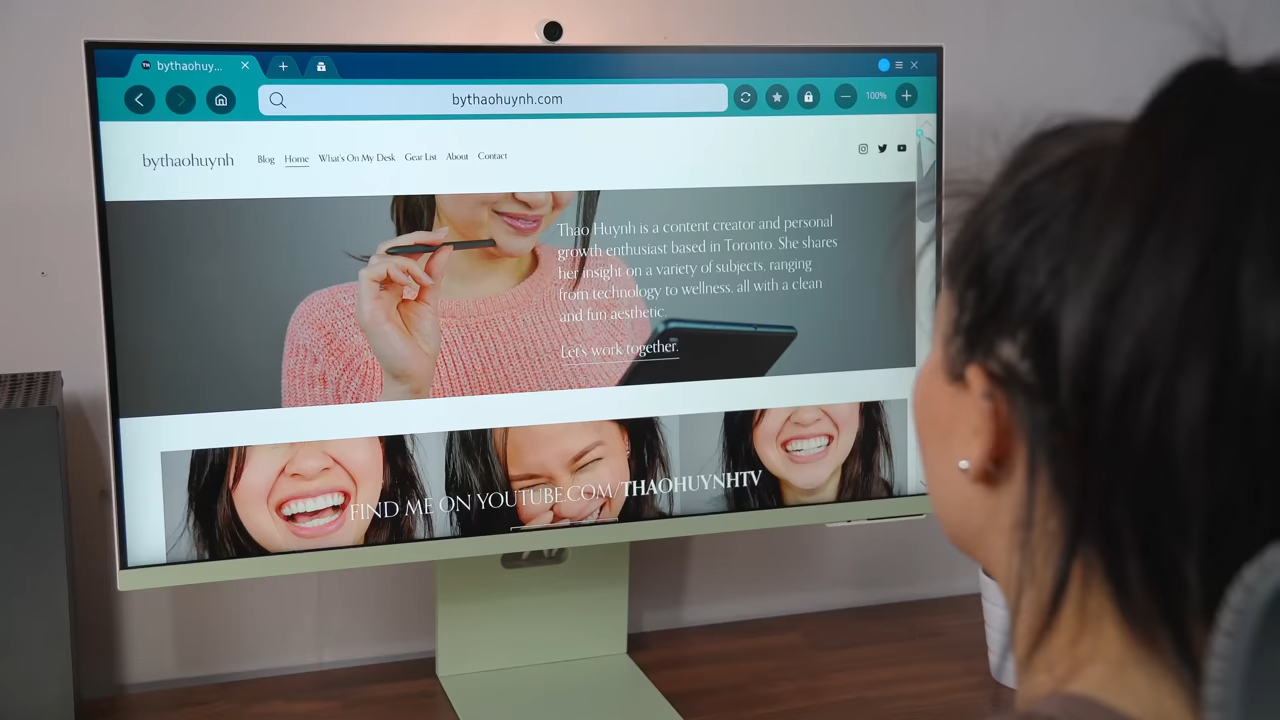 bythaohuy...
bythaohuynh.com
100%
bythaohuynh
Blog Home What's On My Desk Gear List About Contact
Thao Huynh is a content creator and personal
growth enthusiast based in Toronto. She shares
her insight on a variety of subjects, ranging
from technology to wellness, all with a clean
and fun aesthetic.
Let's work together.
FIND ME ON YOUTUBE.COM/THAOHUYNHTV